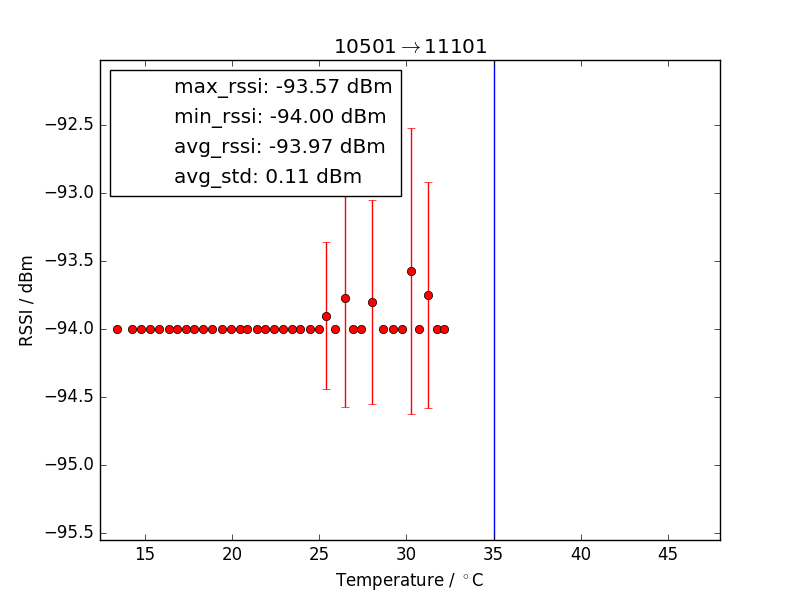 10501→11101
max_rssi: -93.57 dBm
min_rssi: -94.00 dBm
avg_rssi: -93.97 dBm
avg_std: 0.11 dBm
RSSI / dBm
−92.5
−93.0
−93.5
−94.0
−94.5
−95.0
−95.5
15 20 25 30 35 40 45
Temperature / °C